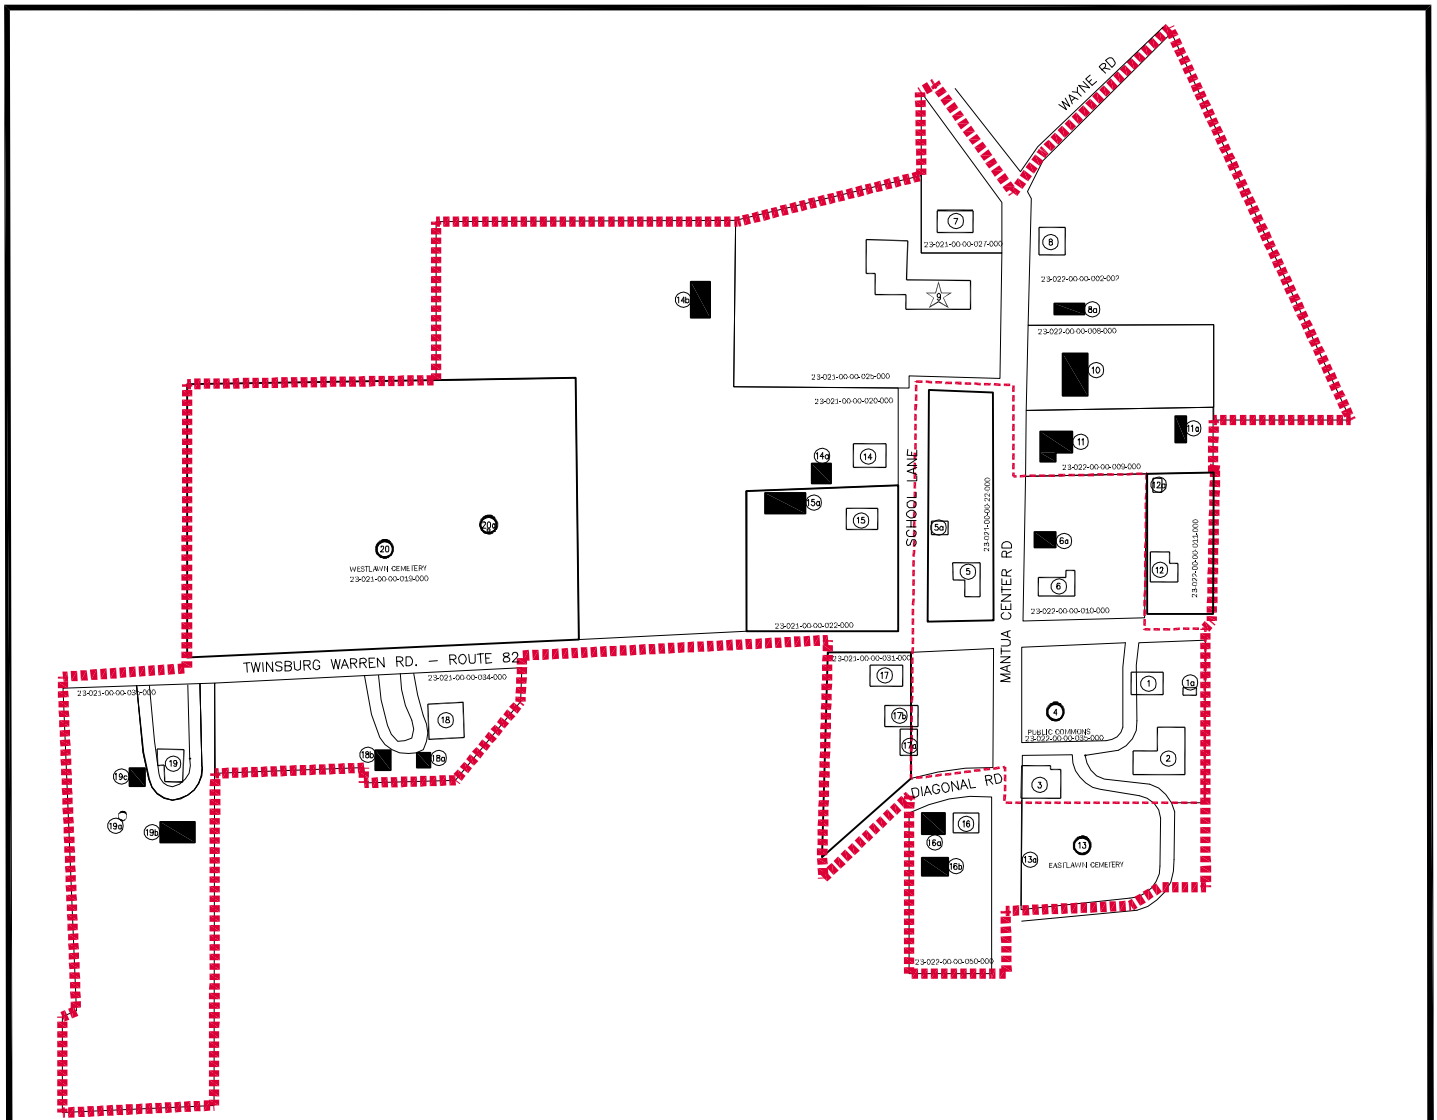 WAYNE RD
7
23-021-00-00-027-000
8
23-022-00-00-002-002
14b
9
8a
23-022-00-00-008-000
10
23-021-00-00-025-000
23-021-00-00-020-000
11a
11
14a
14
23-022-00-00-009-000
SCHOOL LANE
12a
15a
15
20a
5a
23-021-00-00-22-000
6a
20
WESTLAWN CEMETERY
23-021-00-00-019-000
MANTUA CENTER RD
5
12
23-022-00-00-011-000
6
23-022-00-00-010-000
23-021-00-00-022-000
TWINSBURG WARREN RD. - ROUTE 82
23-021-00-00-031-000
23-021-00-00-034-000
17
1
1a
4
17b
18
PUBLIC COMMONS
23-022-00-00-035-000
17a
18b
18a
2
19
19c
DIAGONAL RD
3
19a
19b
16
16a
16b
13
13a
EASTLAWN CEMETERY
23-022-00-00-050-000